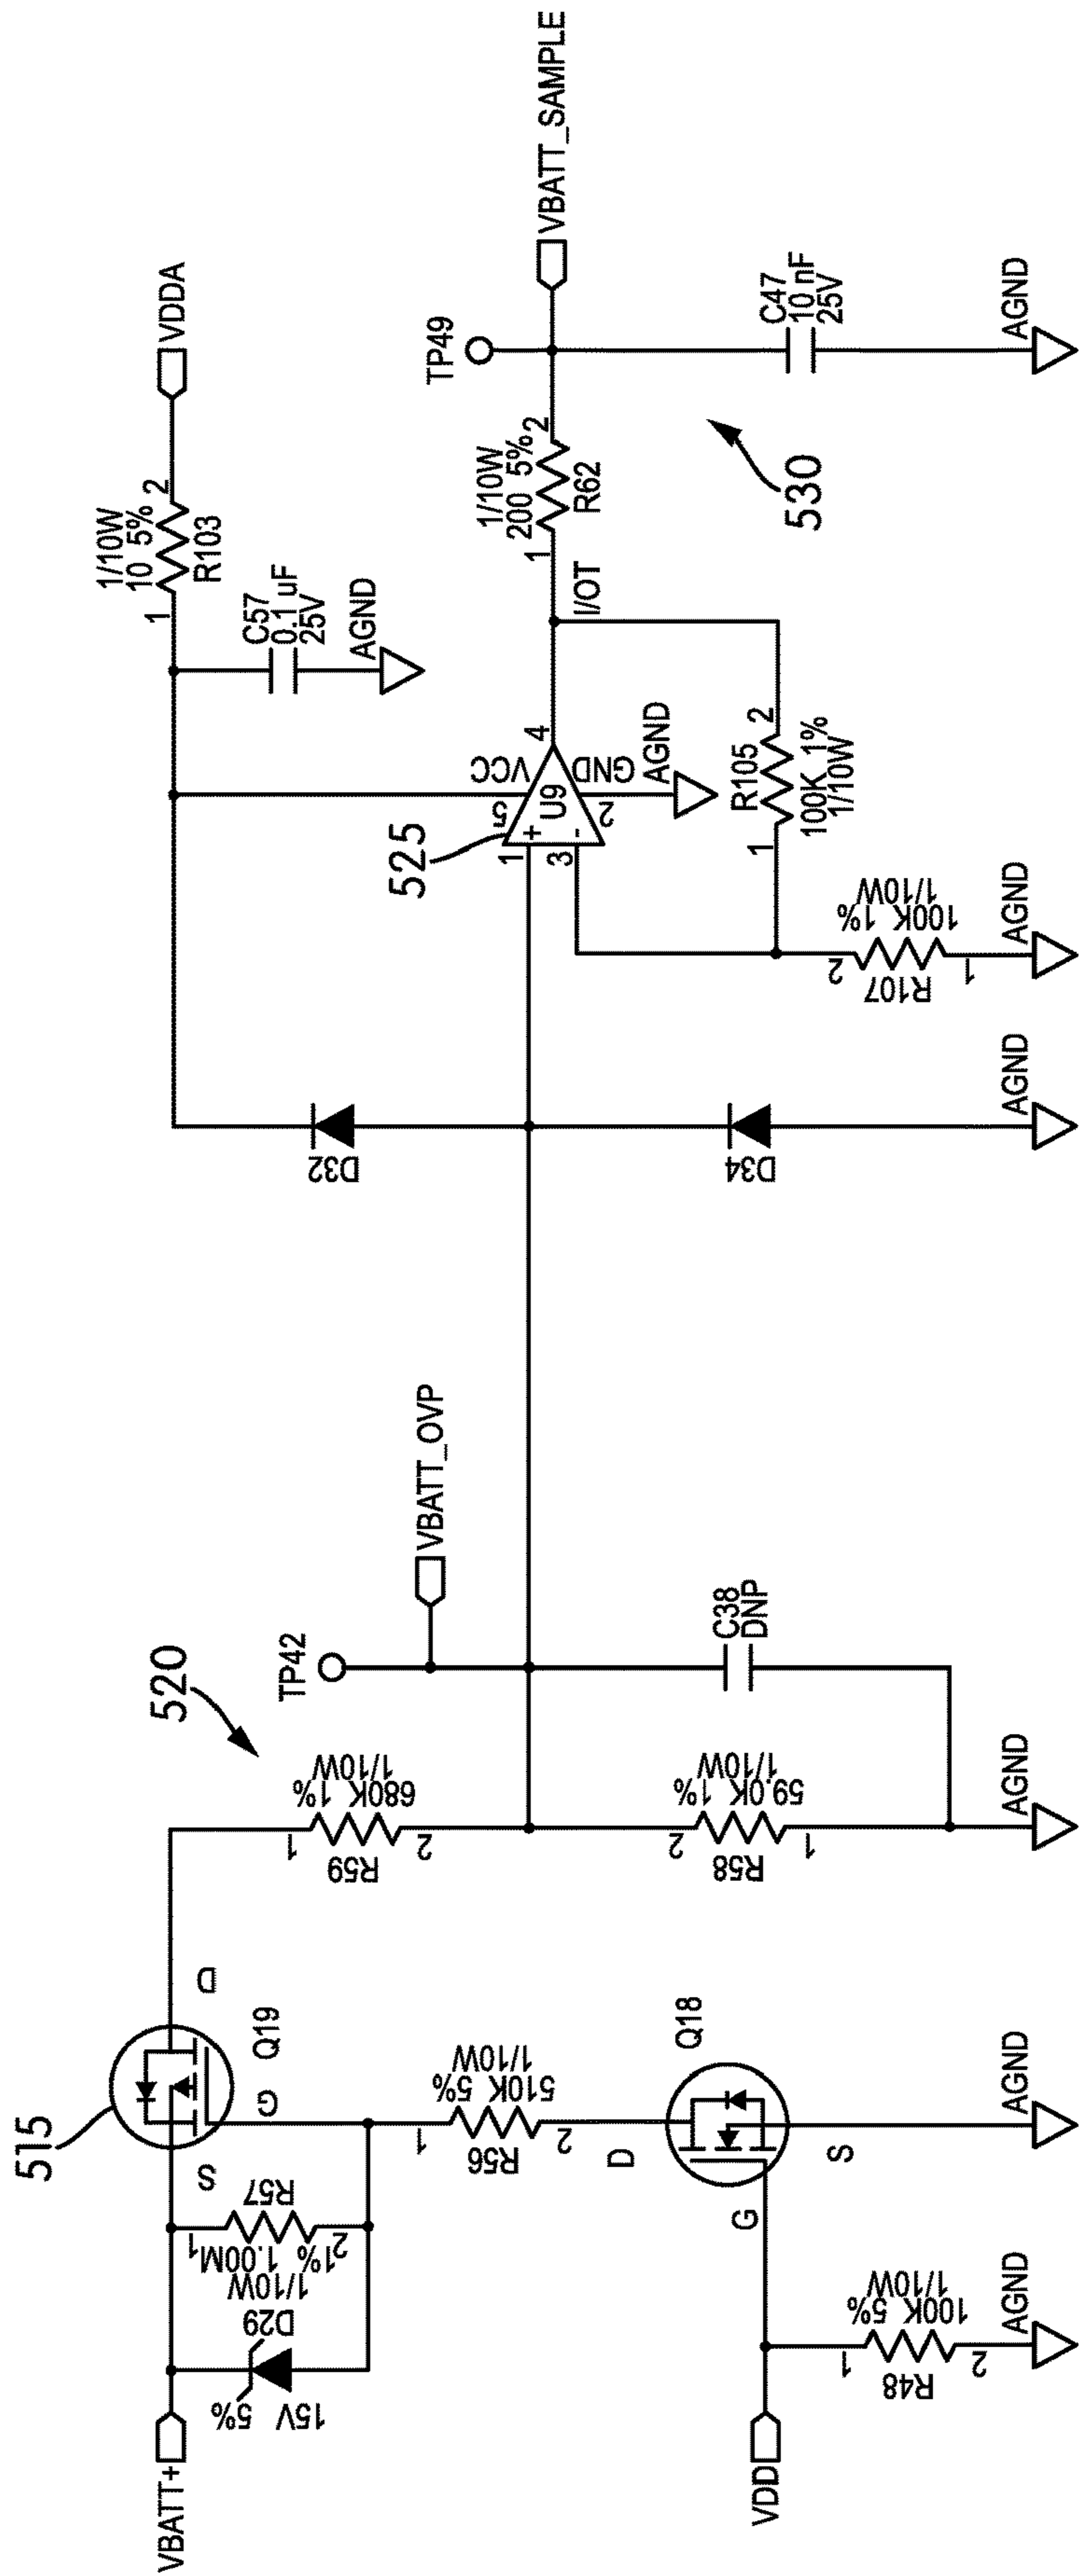 515
VBATT+
S
D
Q19
G
D29
15V 5%
R57
1.00M 1%
1/10W
1
2
R56
510K 5%
1/10W
1
2
D
Q18
G
S
VDD
R48
100K 5%
1/10W
1
2
AGND
AGND
520
R59
680K 1%
1/10W
1
2
R58
59.0K 1%
1/10W
2
1
AGND
TP42
VBATT_OVP
C38
DNP
D32
D34
AGND
VDDA
1/10W
10 5%
R103
1
2
C57
0.1 uF
25V
AGND
525
U9
+
-
1
3
5
2
4
VCC
GND
AGND
R105
100K 1%
1/10W
1
2
R107
100K 1%
1/10W
2
1
AGND
I/OT
1/10W
200 5%
R62
1
2
530
TP49
VBATT_SAMPLE
C47
10 nF
25V
AGND